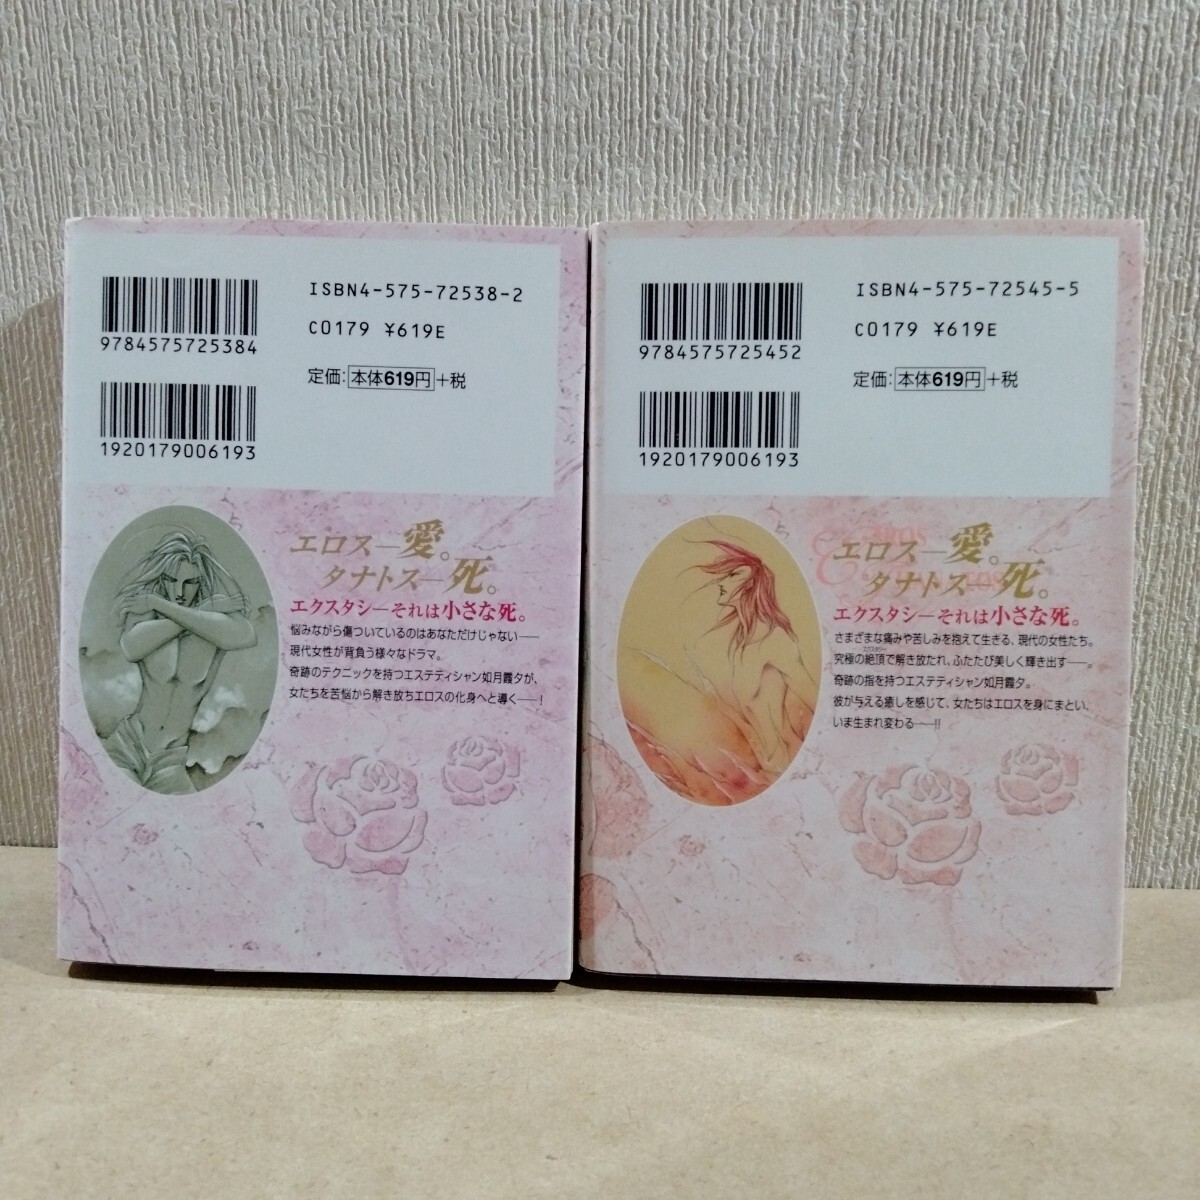 ISBN4-575-72538-2
C0179 ¥619E
定価：本体619円＋税
9784575725384
1920179006193
エロス―愛。
タナトス―死。
エクスタシーそれは小さな死。
悩みながら傷ついているのはあなただけじゃない――
現代女性が背負う様々なドラマ。
奇跡のテクニックを持つエステティシャン如月霞夕が、
女たちを苦悩から解き放ちエロスの化身へと導く――！
ISBN4-575-72545-5
C0179 ¥619E
定価：本体619円＋税
9784575725452
1920179006193
エロス―愛。
タナトス―死。
エクスタシーそれは小さな死。
さまざまな痛みや苦しみを抱えて生きる、現代の女性たち。
エクスタシー
究極の絶頂で解き放たれ、ふたたび美しく輝き出す――。
奇跡の指を持つエステティシャン如月霞夕。
彼が与える癒しを感じて、女たちはエロスを身にまとい、
いま生まれ変わる――!!